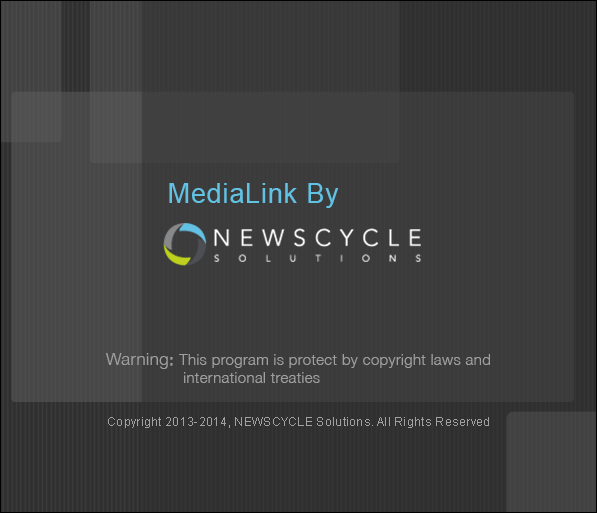 MediaLink By
NEWSCYCLE
SOLUTIONS
Warning: This program is protect by copyright laws and
international treaties
Copyright 2013-2014, NEWSCYCLE Solutions. All Rights Reserved